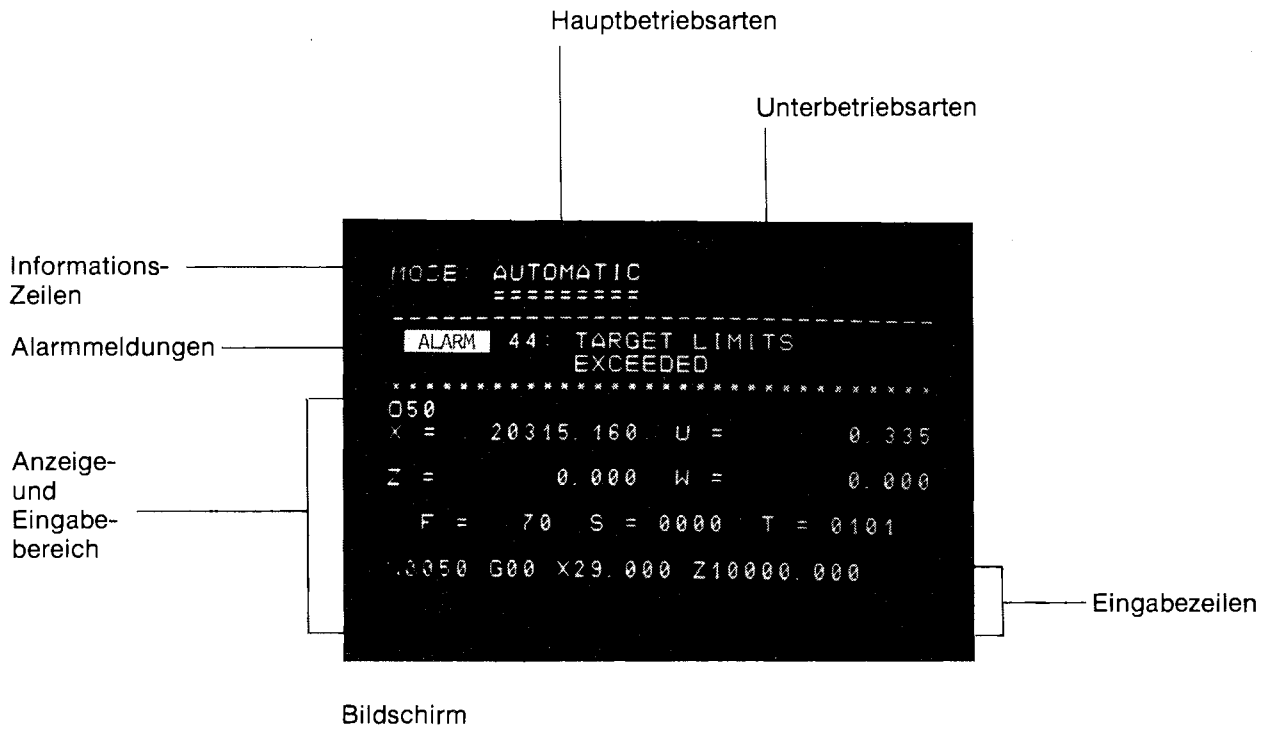 Hauptbetriebsarten
Unterbetriebsarten
Informations-
Zeilen
MODE: AUTOMATIC
=========
ALARM 44: TARGET LIMITS
EXCEEDED
Alarmmeldungen
O50
X = 20315.160 U = 0.335
Z = 0.000 W = 0.000
F = 70 S = 0000 T = 0101
G00 X29.000 Z10000.000
Anzeige-
und
Eingabe-
bereich
Eingabezeilen
Bildschirm